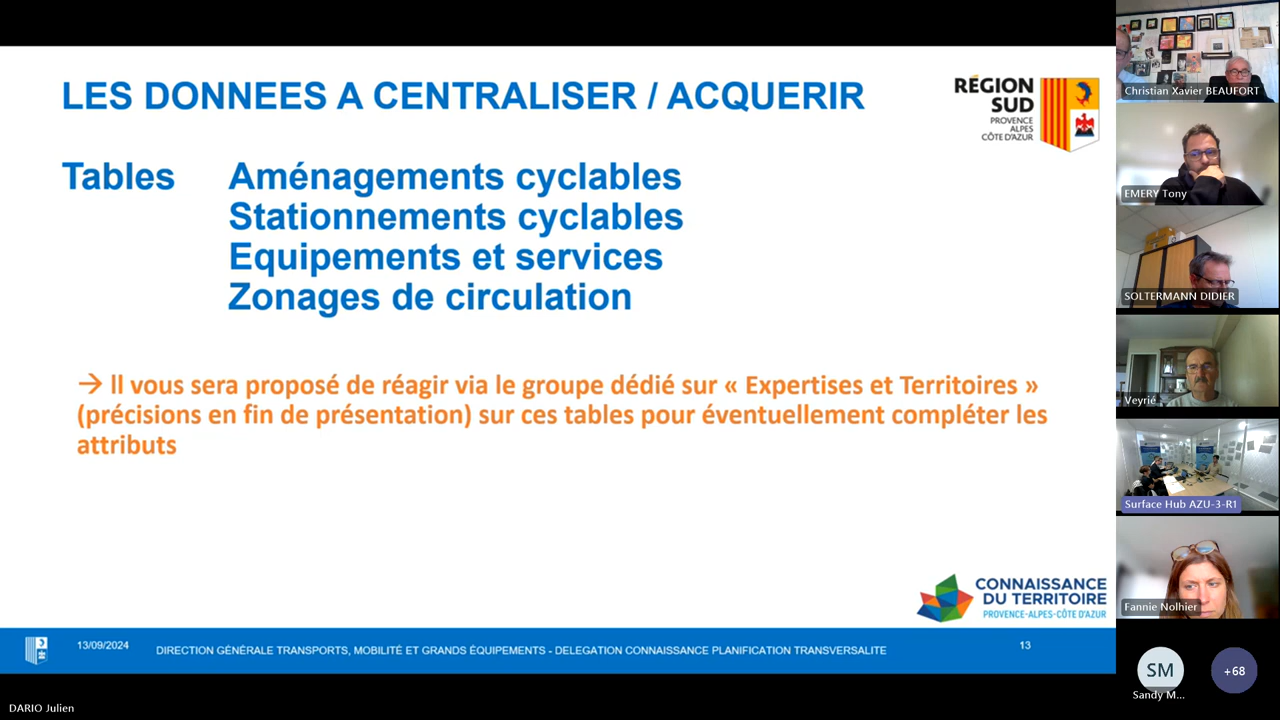 LES DONNEES A CENTRALISER / ACQUERIR
RÉGION
SUD
PROVENCE
ALPES
CÔTE D'AZUR
Tables Aménagements cyclables
Stationnements cyclables
Equipements et services
Zonages de circulation
→ Il vous sera proposé de réagir via le groupe dédié sur « Expertises et Territoires »
(précisions en fin de présentation) sur ces tables pour éventuellement compléter les
attributs
CONNAISSANCE
DU TERRITOIRE
PROVENCE-ALPES-CÔTE D'AZUR
13/09/2024
DIRECTION GÉNÉRALE TRANSPORTS, MOBILITÉ ET GRANDS ÉQUIPEMENTS - DELEGATION CONNAISSANCE PLANIFICATION TRANSVERSALITE
13
DARIO Julien
Christian Xavier BEAUFORT
EMERY Tony
SOLTERMANN DIDIER
Veyrié
Surface Hub AZU-3-R1
Fannie Nolhier
SM
Sandy M...
+68